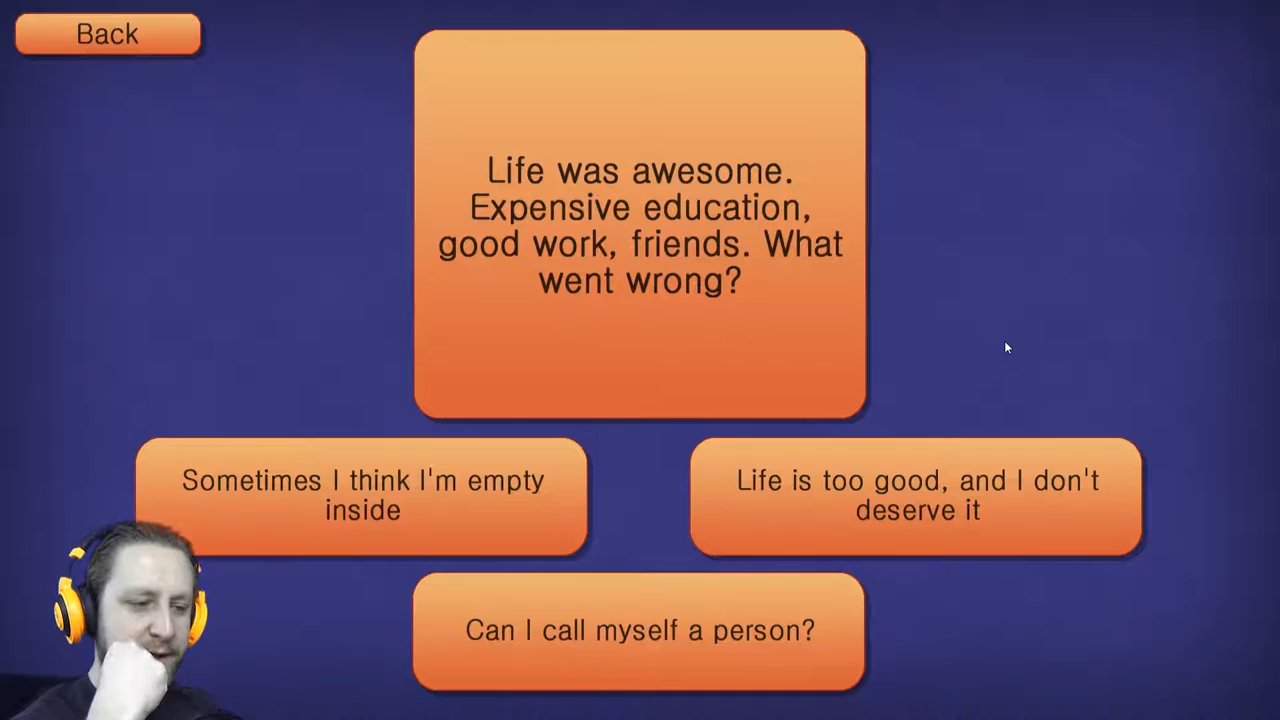 Back
Life was awesome.
Expensive education,
good work, friends. What
went wrong?
Sometimes I think I'm empty
inside
Life is too good, and I don't
deserve it
Can I call myself a person?